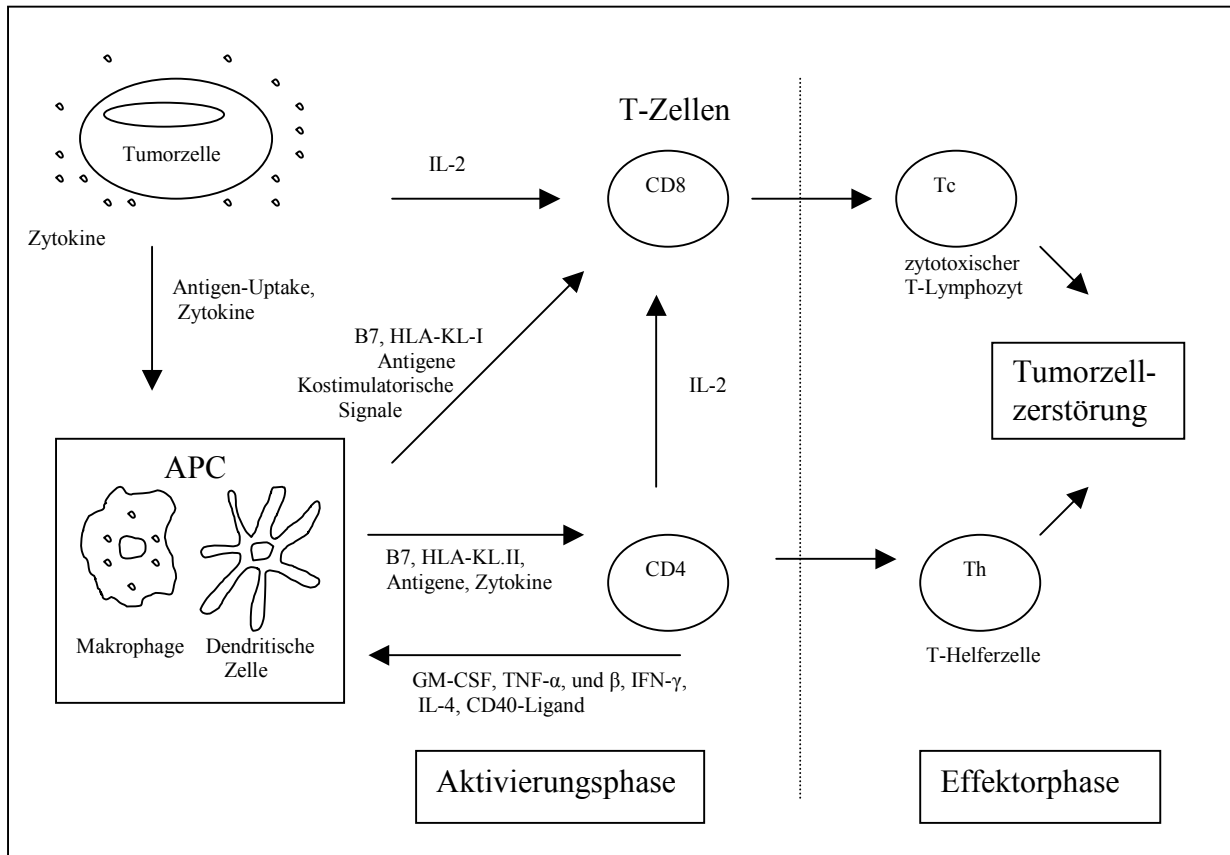 Tumorzelle
Zytokine
Antigen-Uptake,
Zytokine
IL-2
T-Zellen
CD8
Tc
zytotoxischer
T-Lymphozyt
B7, HLA-KL-I
Antigene
Kostimulatorische
Signale
IL-2
Tumorzell-
zerstörung
APC
Makrophage
Dendritische
Zelle
B7, HLA-KL.II,
Antigene, Zytokine
CD4
Th
T-Helferzelle
GM-CSF, TNF-α, und β, IFN-γ,
IL-4, CD40-Ligand
Aktivierungsphase
Effektorphase